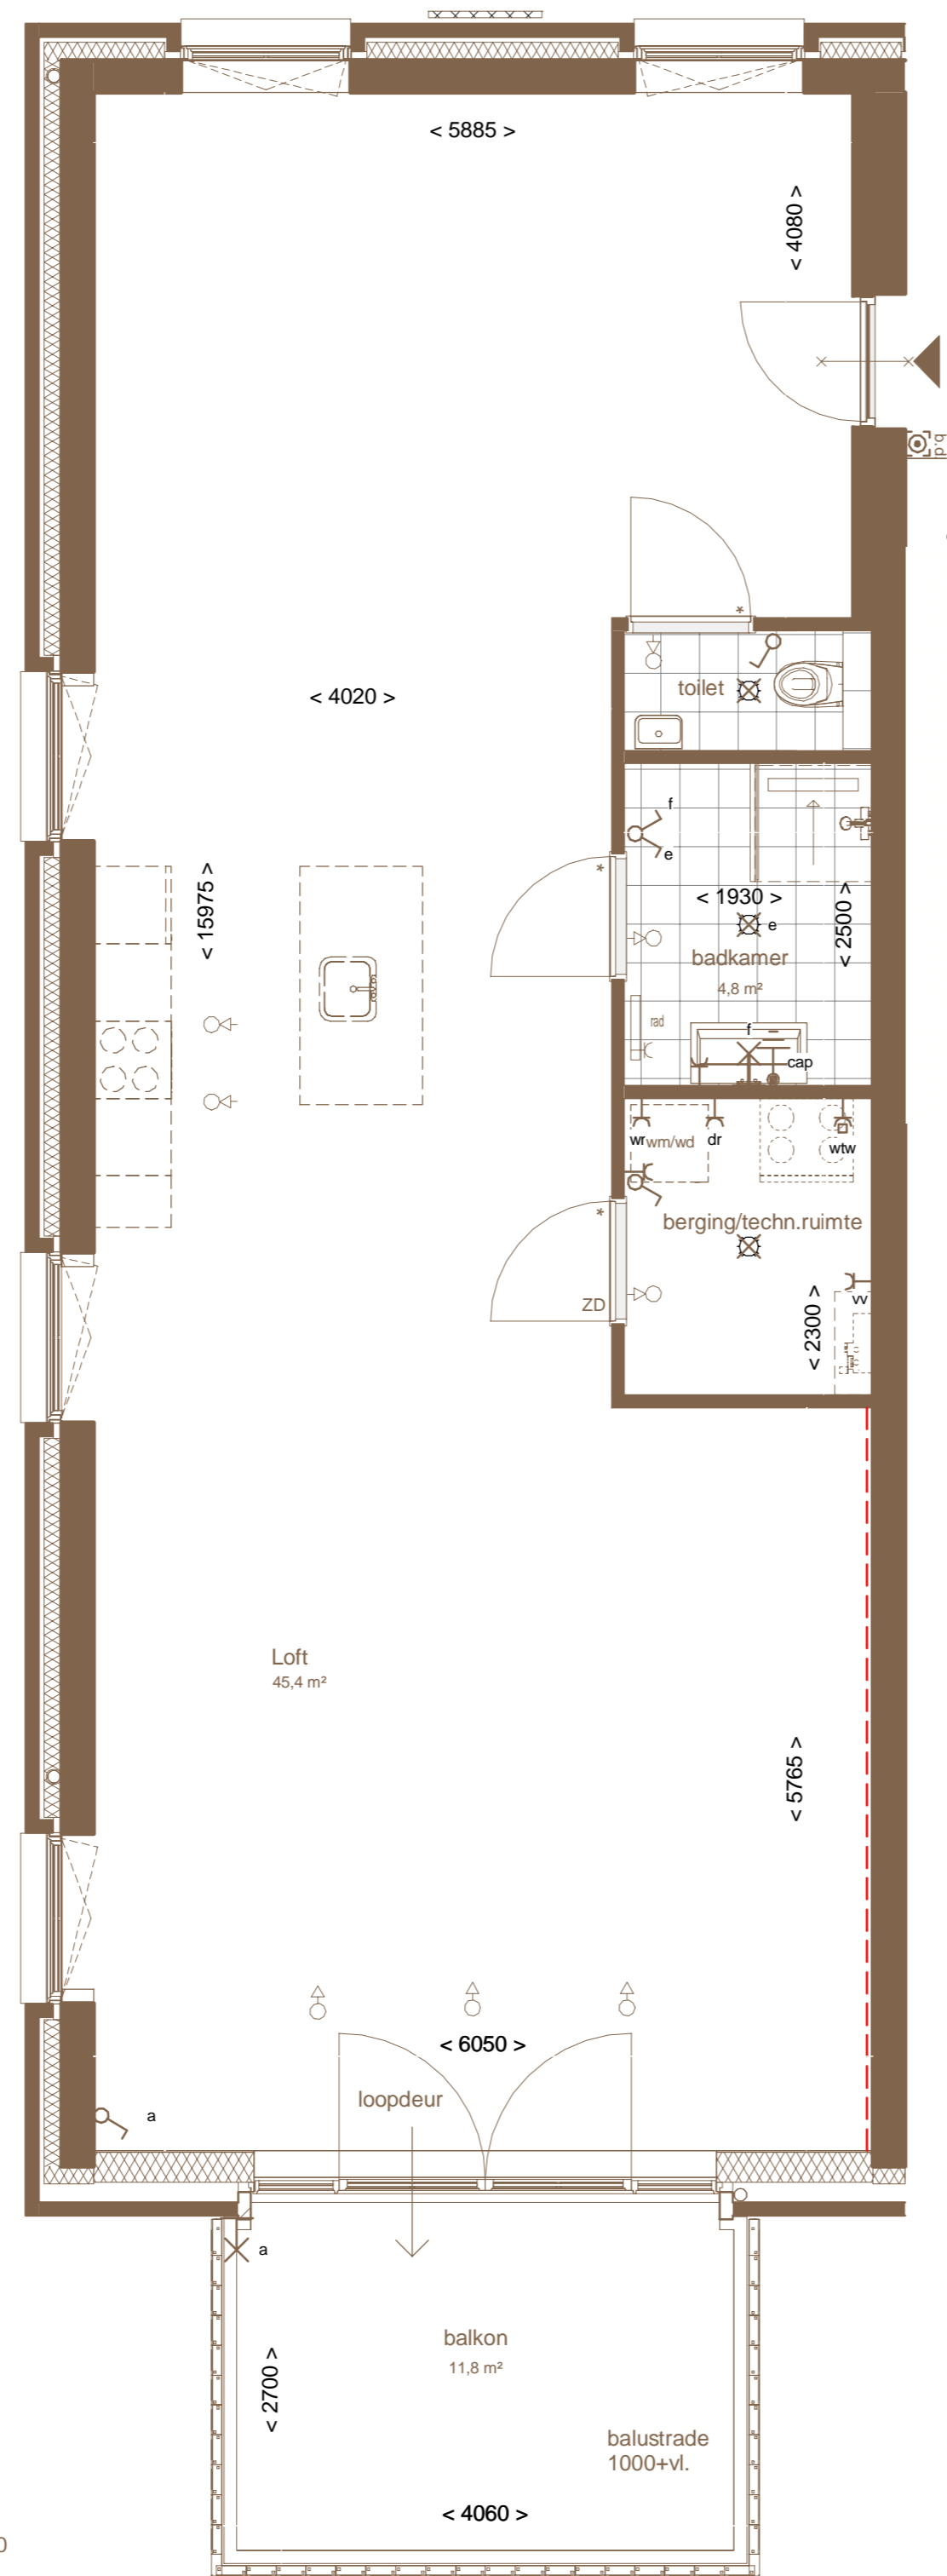 < 5885 >
< 4080 >
b.d
*
toilet
< 4020 >
f
e
*
< 15975 >
< 1930 >
< 2500 >
e
badkamer
4,8 m²
rad
f
cap
wr
wm/wd
dr
wtw
*
berging/techn.ruimte
ZD
vv
< 2300 >
Loft
45,4 m²
< 5765 >
< 6050 >
loopdeur
a
a
balkon
11,8 m²
< 2700 >
balustrade
1000+vl.
< 4060 >
0